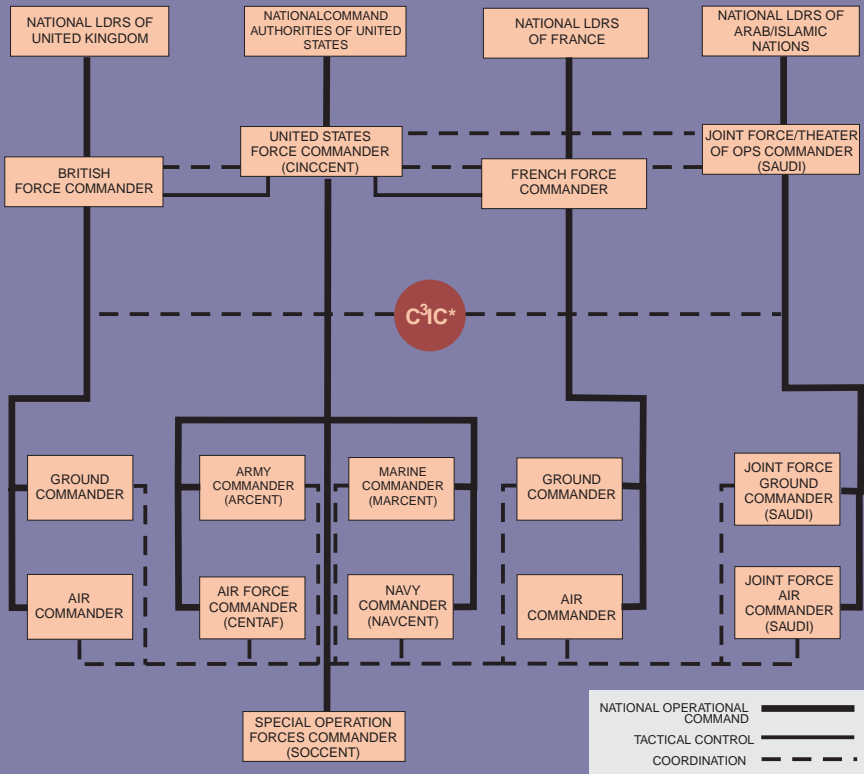 NATIONAL LDRS OF
UNITED KINGDOM
NATIONALCOMMAND
AUTHORITIES OF UNITED
STATES
NATIONAL LDRS
OF FRANCE
NATIONAL LDRS OF
ARAB/ISLAMIC
NATIONS
BRITISH
FORCE COMMANDER
UNITED STATES
FORCE COMMANDER
(CINCCENT)
FRENCH FORCE
COMMANDER
JOINT FORCE/THEATER
OF OPS COMMANDER
(SAUDI)
C³IC*
GROUND
COMMANDER
ARMY
COMMANDER
(ARCENT)
MARINE
COMMANDER
(MARCENT)
GROUND
COMMANDER
JOINT FORCE
GROUND
COMMANDER
(SAUDI)
AIR
COMMANDER
AIR FORCE
COMMANDER
(CENTAF)
NAVY
COMMANDER
(NAVCENT)
AIR
COMMANDER
JOINT FORCE
AIR
COMMANDER
(SAUDI)
SPECIAL OPERATION
FORCES COMMANDER
(SOCCENT)
NATIONAL OPERATIONAL
COMMAND
TACTICAL CONTROL
COORDINATION